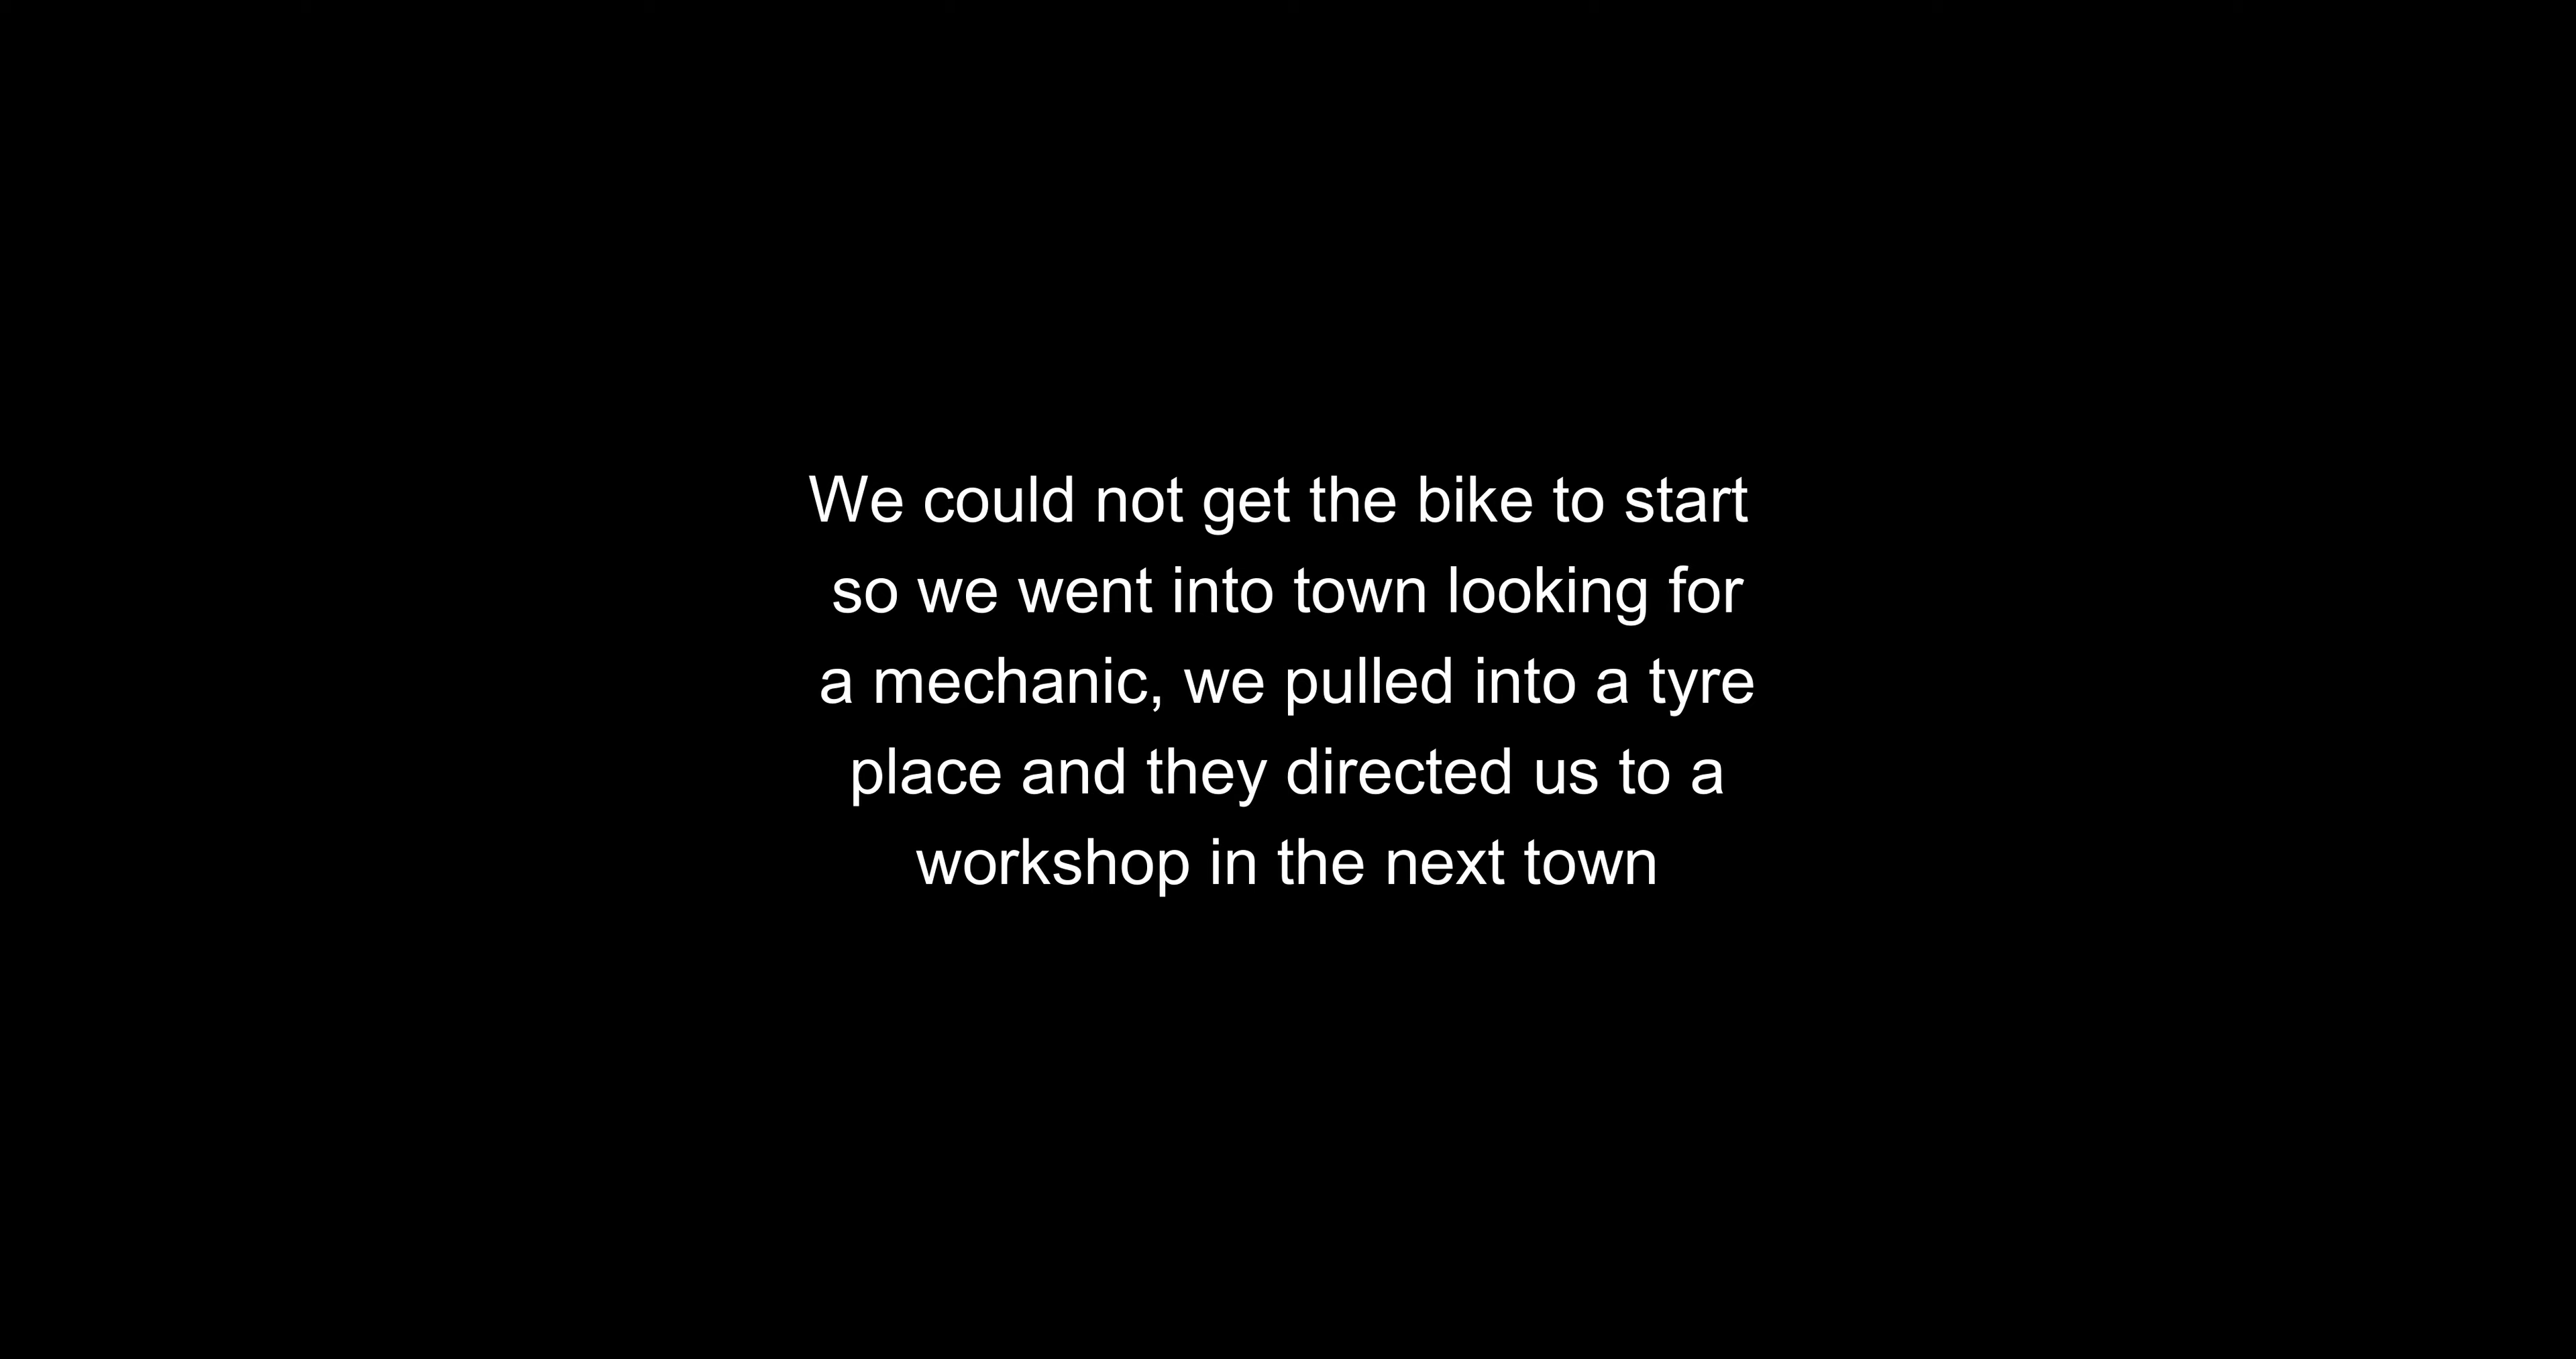 We could not get the bike to start
so we went into town looking for
a mechanic, we pulled into a tyre
place and they directed us to a
workshop in the next town